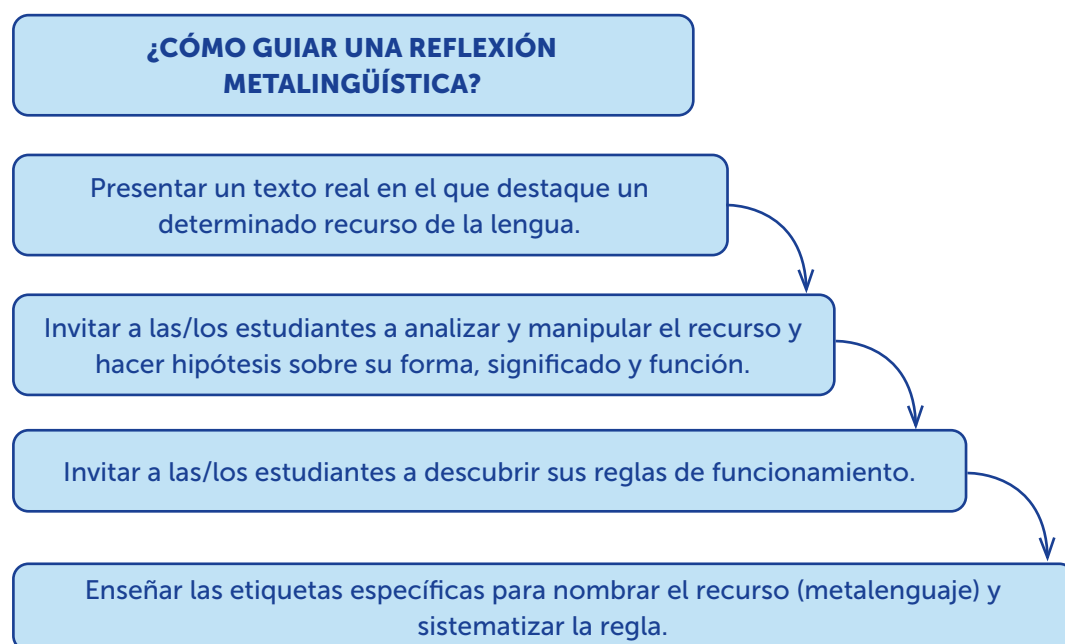 ¿CÓMO GUIAR UNA REFLEXIÓN
METALINGÜÍSTICA?
Presentar un texto real en el que destaque un
determinado recurso de la lengua.
Invitar a las/los estudiantes a analizar y manipular el recurso y
hacer hipótesis sobre su forma, significado y función.
Invitar a las/los estudiantes a descubrir sus reglas de funcionamiento.
Enseñar las etiquetas específicas para nombrar el recurso (metalenguaje) y
sistematizar la regla.